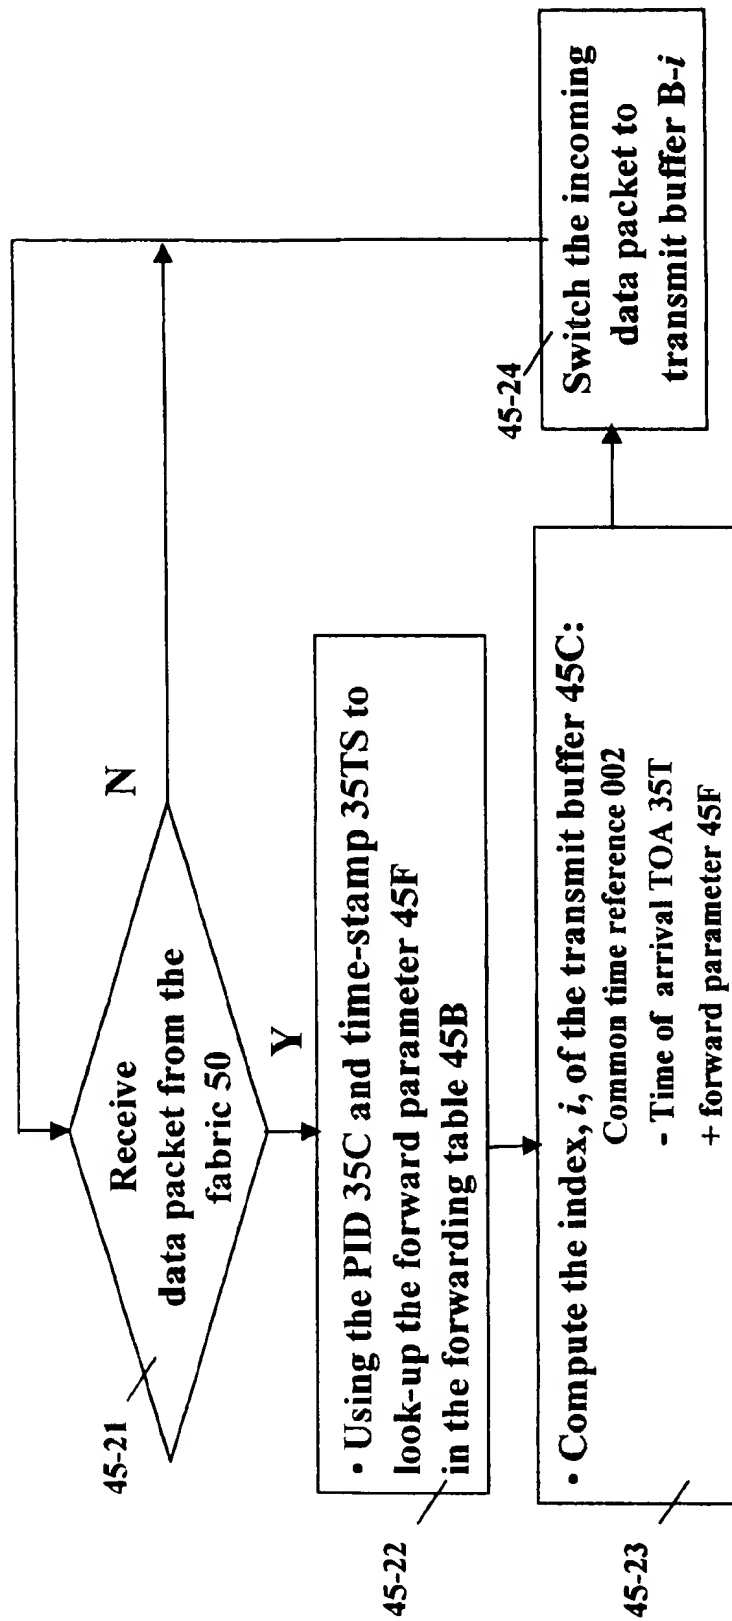 45-21
Receive
data packet from the
fabric 50
N
Y
45-22
• Using the PID 35C and time-stamp 35TS to
look-up the forward parameter 45F
in the forwarding table 45B
45-23
• Compute the index, i, of the transmit buffer 45C:
Common time reference 002
- Time of arrival TOA 35T
+ forward parameter 45F
45-24
Switch the incoming
data packet to
transmit buffer B-i